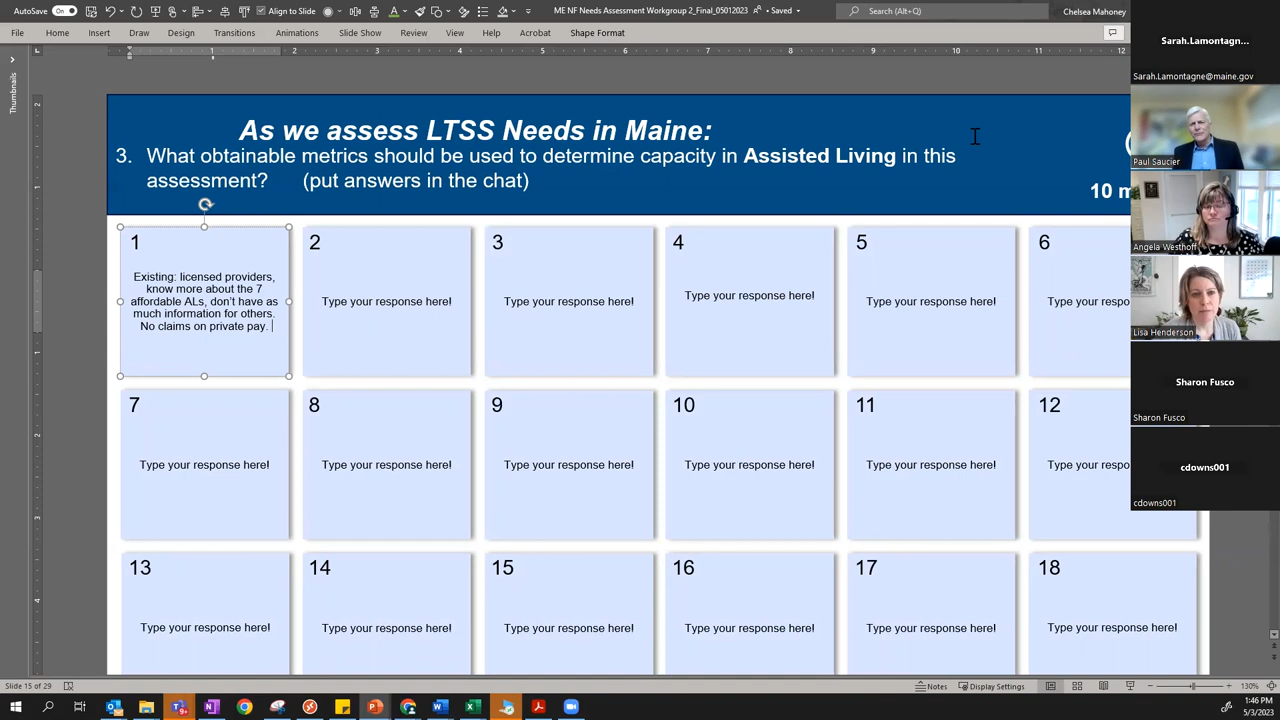 AutoSave
On
Align to Slide
ME NF Needs Assessment Workgroup 2_Final_05012023
• Saved
Search (Alt+Q)
Chelsea Mahoney
File
Home
Insert
Draw
Design
Transitions
Animations
Slide Show
Review
View
Help
Acrobat
Shape Format
Thumbnails
As we assess LTSS Needs in Maine:
3. What obtainable metrics should be used to determine capacity in Assisted Living in this
assessment? (put answers in the chat)
10 m
1
Existing: licensed providers,
know more about the 7
affordable ALs, don't have as
much information for others.
No claims on private pay.
2
Type your response here!
3
Type your response here!
4
Type your response here!
5
Type your response here!
6
Type your respo
7
Type your response here!
8
Type your response here!
9
Type your response here!
10
Type your response here!
11
Type your response here!
12
Type your respo
13
Type your response here!
14
Type your response here!
15
Type your response here!
16
Type your response here!
17
Type your response here!
18
Type your response here!
Sarah.Lamontagn...
Sarah.Lamontagne@maine.gov
Paul Saucier
Angela Westhoff
Lisa Henderson
Sharon Fusco
Sharon Fusco
cdowns001
cdowns001
Slide 15 of 29
Notes
Display Settings
130%
1:46 PM
5/3/2023